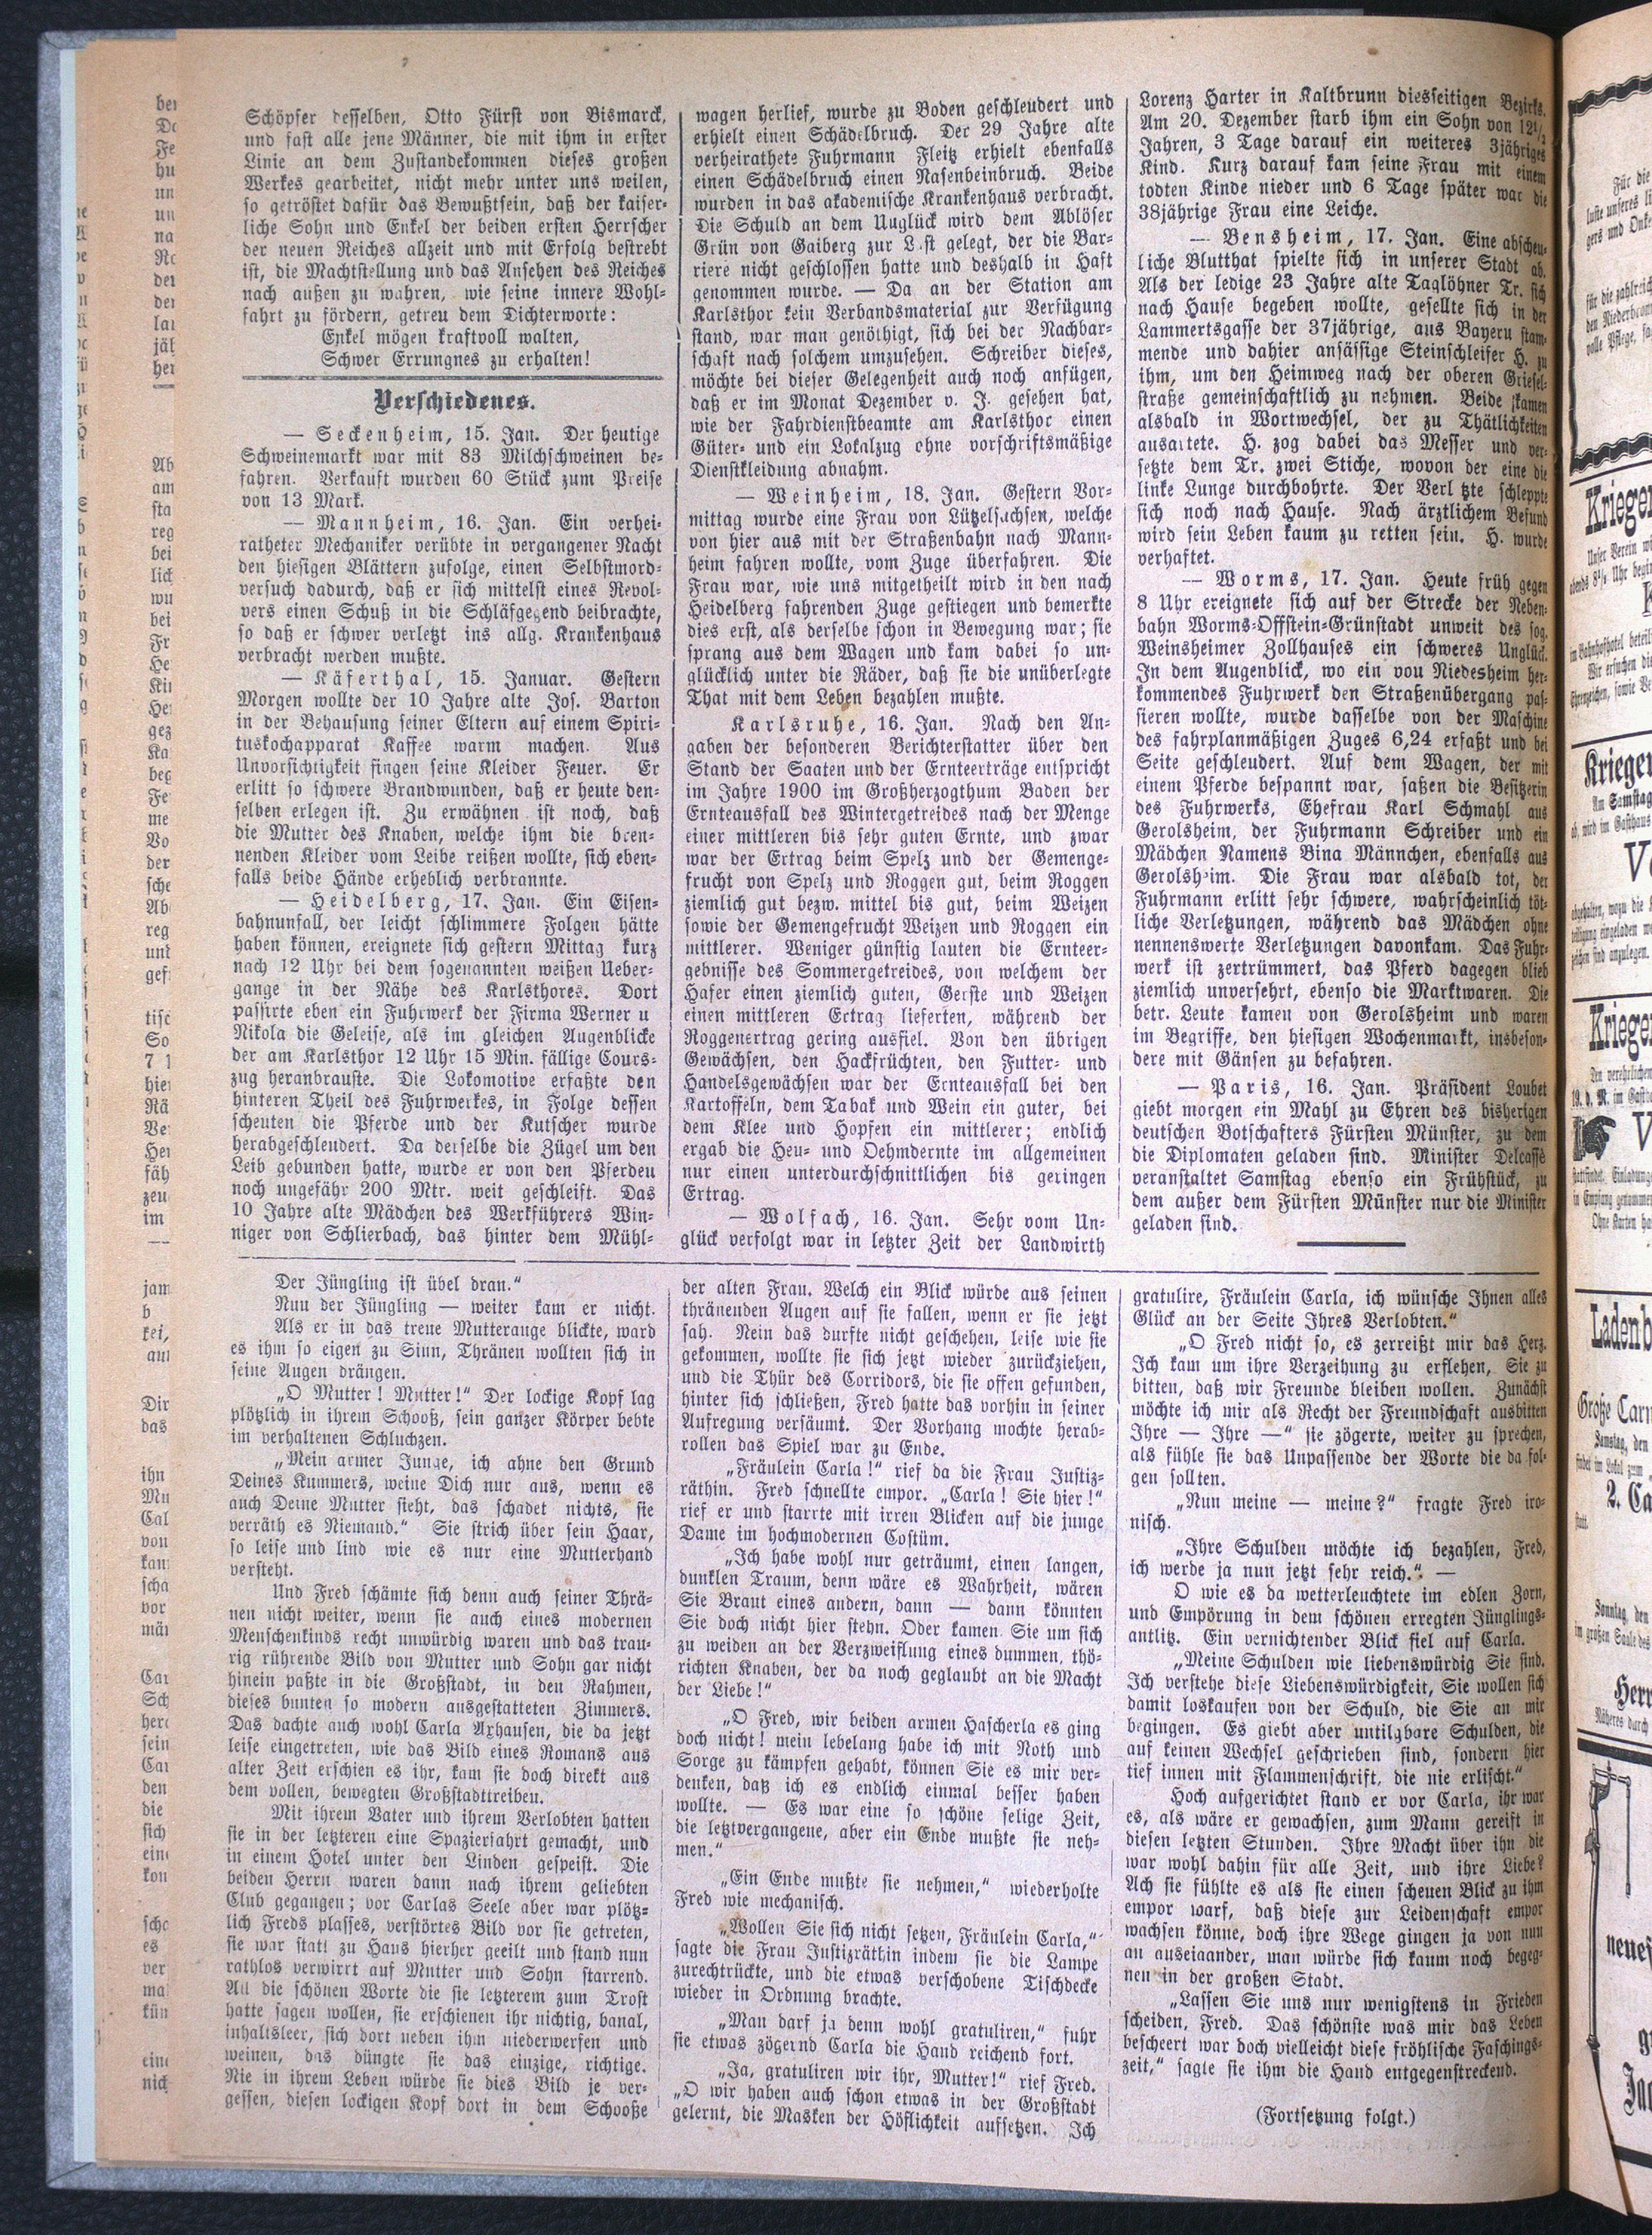 Schöpfer desselben, Otto Fürst von Bismarck,
und fast alle jene Männer, die mit ihm in erster
Linie an dem Zustandekommen dieses großen
Werkes gearbeitet, nicht mehr unter uns weilen,
so getröstet dafür das Bewußtsein, daß der kaiser-
liche Sohn und Enkel der beiden ersten Herrscher
der neuen Reiches allzeit und mit Erfolg bestrebt
ist, die Machtstellung und das Ansehen des Reiches
nach außen zu wahren, wie seine innere Wohl-
fahrt zu fördern, getreu dem Dichterworte:
Enkel mögen kraftvoll walten,
Schwer Errungnes zu erhalten!
Verschiedenes.
— Seckenheim, 15. Jan. Der heutige
Schweinemarkt war mit 83 Milchschweinen be-
fahren. Verkauft wurden 60 Stück zum Preise
von 13 Mark.
— Mannheim, 16. Jan. Ein verhei-
ratheter Mechaniker verübte in vergangener Nacht
den hiesigen Blättern zufolge, einen Selbstmord-
versuch dadurch, daß er sich mittelst eines Revol-
vers einen Schuß in die Schläfgegend beibrachte,
so daß er schwer verletzt ins allg. Krankenhaus
verbracht werden mußte.
— Käferthal, 15. Januar. Gestern
Morgen wollte der 10 Jahre alte Jos. Barton
in der Behausung seiner Eltern auf einem Spiri-
tuskochapparat Kaffee warm machen. Aus
Unvorsichtigkeit fingen seine Kleider Feuer. Er
erlitt so schwere Brandwunden, daß er heute den-
selben erlegen ist. Zu erwähnen ist noch, daß
die Mutter des Knaben, welche ihm die bren-
nenden Kleider vom Leibe reißen wollte, sich eben-
falls beide Hände erheblich verbrannte.
— Heidelberg, 17. Jan. Ein Eisen-
bahnunfall, der leicht schlimmere Folgen hätte
haben können, ereignete sich gestern Mittag kurz
nach 12 Uhr bei dem sogenannten weißen Ueber-
gange in der Nähe des Karlsthores. Dort
passirte eben ein Fuhrwerk der Firma Werner u
Nikola die Geleise, als im gleichen Augenblicke
der am Karlsthor 12 Uhr 15 Min. fällige Cours-
zug heranbrauste. Die Lokomotive erfaßte den
hinteren Theil des Fuhrwerkes, in Folge dessen
scheuten die Pferde und der Kutscher wurde
herabgeschleudert. Da derselbe die Zügel um den
Leib gebunden hatte, wurde er von den Pferdeu
noch ungefähr 200 Mtr. weit geschleift. Das
10 Jahre alte Mädchen des Werkführers Win-
niger von Schlierbach, das hinter dem Mühl-
wagen herlief, wurde zu Boden geschleudert und
erhielt einen Schädelbruch. Der 29 Jahre alte
verheirathete Fuhrmann Fleitz erhielt ebenfalls
einen Schädelbruch einen Nasenbeinbruch. Beide
wurden in das akademische Krankenhaus verbracht.
Die Schuld an dem Unglück wird dem Ablöser
Grün von Gaiberg zur L.st gelegt, der die Bar-
riere nicht geschlossen hatte und deshalb in Haft
genommen wurde. — Da an der Station am
Karlsthor kein Verbandsmaterial zur Verfügung
stand, war man genöthigt, sich bei der Nachbar-
schaft nach solchem umzusehen. Schreiber dieses,
möchte bei dieser Gelegenheit auch noch anfügen,
daß er im Monat Dezember v. J. gesehen hat,
wie der Fahrdienstbeamte am Karlsthor einen
Güter- und ein Lokalzug ohne vorschriftsmäßige
Dienstkleidung abnahm.
— Weinheim, 18. Jan. Gestern Vor-
mittag wurde eine Frau von Lützelsachsen, welche
von hier aus mit der Straßenbahn nach Mann-
heim fahren wollte, vom Zuge überfahren. Die
Frau war, wie uns mitgetheilt wird in den nach
Heidelberg fahrenden Zuge gestiegen und bemerkte
dies erst, als derselbe schon in Bewegung war; sie
sprang aus dem Wagen und kam dabei so un-
glücklich unter die Räder, daß sie die unüberlegte
That mit dem Leben bezahlen mußte.
Karlsruhe, 16. Jan. Nach den An-
gaben der besonderen Berichterstatter über den
Stand der Saaten und der Ernteerträge entspricht
im Jahre 1900 im Großherzogthum Baden der
Ernteausfall des Wintergetreides nach der Menge
einer mittleren bis sehr guten Ernte, und zwar
war der Ertrag beim Spelz und der Gemenge-
frucht von Spelz und Roggen gut, beim Roggen
ziemlich gut bezw. mittel bis gut, beim Weizen
sowie der Gemengefrucht Weizen und Roggen ein
mittlerer. Weniger günstig lauten die Ernteer-
gebnisse des Sommergetreides, von welchem der
Hafer einen ziemlich guten, Gerste und Weizen
einen mittleren Ertrag lieferten, während der
Roggenertrag gering ausfiel. Von den übrigen
Gewächsen, den Hackfrüchten, den Futter- und
Handelsgewächsen war der Ernteausfall bei den
Kartoffeln, dem Tabak und Wein ein guter, bei
dem Klee und Hopfen ein mittlerer; endlich
ergab die Heu- und Oehmdernte im allgemeinen
nur einen unterdurchschnittlichen bis geringen
Ertrag.
— Wolfach, 16. Jan. Sehr vom Un-
glück verfolgt war in letzter Zeit der Landwirth
Lorenz Harter in Kaltbrunn diesseitigen Bezirks.
Am 20. Dezember starb ihm ein Sohn von 12½
Jahren, 3 Tage darauf ein weiteres 3jähriges
Kind. Kurz darauf kam seine Frau mit einem
todten Kinde nieder und 6 Tage später war die
38jährige Frau eine Leiche.
— Bensheim, 17. Jan. Eine abscheu-
liche Blutthat spielte sich in unserer Stadt ab.
Als der ledige 23 Jahre alte Taglöhner Tr. sich
nach Hause begeben wollte, gesellte sich in der
Lammertsgasse der 37jährige, aus Bayeru stam-
mende und dahier ansässige Steinschleifer H. zu
ihm, um den Heimweg nach der oberen Griesel-
straße gemeinschaftlich zu nehmen. Beide kamen
alsbald in Wortwechsel, der zu Thätlichkeiten
ausartete. H. zog dabei das Messer und ver-
setzte dem Tr. zwei Stiche, wovon der eine die
linke Lunge durchbohrte. Der Verl tzte schleppte
sich noch nach Hause. Nach ärztlichem Befund
wird sein Leben kaum zu retten sein. H. wurde
verhaftet.
— Worms, 17. Jan. Heute früh gegen
8 Uhr ereignete sich auf der Strecke der Neben-
bahn Worms-Offstein-Grünstadt unweit des sog.
Weinsheimer Zollhauses ein schweres Unglück.
In dem Augenblick, wo ein vou Riedesheim her-
kommendes Fuhrwerk den Straßenübergang pas-
sieren wollte, wurde dasselbe von der Maschine
des fahrplanmäßigen Zuges 6,24 erfaßt und bei
Seite geschleudert. Auf dem Wagen, der mit
einem Pferde bespannt war, saßen die Besitzerin
des Fuhrwerks, Ehefrau Karl Schmahl aus
Gerolsheim, der Fuhrmann Schreiber und ein
Mädchen Namens Bina Männchen, ebenfalls aus
Gerolsheim. Die Frau war alsbald tot, der
Fuhrmann erlitt sehr schwere, wahrscheinlich töt-
liche Verletzungen, während das Mädchen ohne
nennenswerte Verletzungen davonkam. Das Fuhr-
werk ist zertrümmert, das Pferd dagegen blieb
ziemlich unversehrt, ebenso die Marktwaren. Die
betr. Leute kamen von Gerolsheim und waren
im Begriffe, den hiesigen Wochenmarkt, insbeson-
dere mit Gänsen zu befahren.
— Paris, 16. Jan. Präsident Loubet
giebt morgen ein Mahl zu Ehren des bisherigen
deutschen Botschafters Fürsten Münster, zu dem
die Diplomaten geladen sind. Minister Delcassé
veranstaltet Samstag ebenso ein Frühstück, zu
dem außer dem Fürsten Münster nur die Minister
geladen sind.
Der Jüngling ist übel dran.“
Nun der Jüngling — weiter kam er nicht.
Als er in das treue Mutterauge blickte, ward
es ihm so eigen zu Sinn, Thränen wollten sich in
seine Augen drängen.
„O Mutter! Mutter!“ Der lockige Kopf lag
plötzlich in ihrem Schooß, sein ganzer Körper bebte
im verhaltenen Schluchzen.
„Mein armer Junge, ich ahne den Grund
Deines Kummers, weine Dich nur aus, wenn es
auch Deine Mutter sieht, das schadet nichts, sie
verräth es Niemand.“ Sie strich über sein Haar,
so leise und lind wie es nur eine Mutterhand
versteht.
Und Fred schämte sich denn auch seiner Thrä-
nen nicht weiter, wenn sie auch eines modernen
Menschenkinds recht unwürdig waren und das trau-
rig rührende Bild von Mutter und Sohn gar nicht
hinein paßte in die Großstadt, in den Rahmen,
dieses bunten so modern ausgestatteten Zimmers.
Das dachte auch wohl Carla Axhausen, die da jetzt
leise eingetreten, wie das Bild eines Romans aus
alter Zeit erschien es ihr, kam sie doch direkt aus
dem vollen, bewegten Großstadttreiben.
Mit ihrem Vater und ihrem Verlobten hatten
sie in der letzteren eine Spazierfahrt gemacht, und
in einem Hotel unter den Linden gespeist. Die
beiden Herrn waren dann nach ihrem geliebten
Club gegangen; vor Carlas Seele aber war plötz-
lich Freds plasses, verstörtes Bild vor sie getreten,
sie war statt zu Haus hierher geeilt und stand nun
rathlos verwirrt auf Mutter und Sohn starrend.
All die schönen Worte die sie letzterem zum Trost
hatte sagen wollen, sie erschienen ihr nichtig, banal,
inhaltsleer, sich dort neben ihm niederwerfen und
weinen, das düngte sie das einzige, richtige.
Nie in ihrem Leben würde sie dies Bild je ver-
gessen, diesen lockigen Kopf dort in dem Schooße
der alten Frau. Welch ein Blick würde aus seinen
thränenden Augen auf sie fallen, wenn er sie jetzt
sah. Nein das durfte nicht geschehen, leise wie sie
gekommen, wollte sie sich jetzt wieder zurückziehen,
und die Thür des Corridors, die sie offen gefunden,
hinter sich schließen, Fred hatte das vorhin in seiner
Aufregung versäumt. Der Vorhang mochte herab-
rollen das Spiel war zu Ende.
„Fräulein Carla!“ rief da die Frau Justiz-
räthin. Fred schnellte empor. „Carla! Sie hier!“
rief er und starrte mit irren Blicken auf die junge
Dame im hochmodernen Costüm.
„Ich habe wohl nur geträumt, einen langen,
dunklen Traum, denn wäre es Wahrheit, wären
Sie Braut eines andern, dann — dann könnten
Sie doch nicht hier stehn. Oder kamen Sie um sich
zu weiden an der Verzweiflung eines dummen, thö-
richten Knaben, der da noch geglaubt an die Macht
der Liebe!“
„O Fred, wir beiden armen Hascherla es ging
doch nicht! mein lebelang habe ich mit Noth und
Sorge zu kämpfen gehabt, können Sie es mir ver-
denken, daß ich es endlich einmal besser haben
wollte. — Es war eine so schöne selige Zeit,
die letztvergangene, aber ein Ende mußte sie neh-
men.“
„Ein Ende mußte sie nehmen,“ wiederholte
Fred wie mechanisch.
„Wollen Sie sich nicht setzen, Fräulein Carla,“
sagte die Frau Justizräthin indem sie die Lampe
zurechtrückte, und die etwas verschobene Tischdecke
wieder in Ordnung brachte.
„Man darf ja denn wohl gratuliren,“ fuhr
sie etwas zögernd Carla die Hand reichend fort.
„Ja, gratuliren wir ihr, Mutter!“ rief Fred.
„O wir haben auch schon etwas in der Großstadt
gelernt, die Masken der Höflichkeit aufsetzen. Ich
gratulire, Fräulein Carla, ich wünsche Ihnen alles
Glück an der Seite Ihres Verlobten.“
„O Fred nicht so, es zerreißt mir das Herz.
Ich kam um ihre Verzeihung zu erflehen, Sie zu
bitten, daß wir Freunde bleiben wollen. Zunächst
möchte ich mir als Recht der Freundschaft ausbitten
Ihre — Ihre —“ sie zögerte, weiter zu sprechen,
als fühle sie das Unpassende der Worte die da fol-
gen sollten.
„Nun meine — meine?“ fragte Fred iro-
nisch.
„Ihre Schulden möchte ich bezahlen, Fred,
ich werde ja nun jetzt sehr reich.“ —
O wie es da wetterleuchtete im edlen Zorn,
und Empörung in dem schönen erregten Jünglings-
antlitz. Ein vernichtender Blick fiel auf Carla.
„Meine Schulden wie liebenswürdig Sie sind.
Ich verstehe diese Liebenswürdigkeit, Sie wollen sich
damit loskaufen von der Schuld, die Sie an mir
begingen. Es giebt aber untilgbare Schulden, die
auf keinen Wechsel geschrieben sind, sondern hier
tief innen mit Flammenschrift, die nie erlischt.“
Hoch aufgerichtet stand er vor Carla, ihr war
es, als wäre er gewachsen, zum Mann gereift in
diesen letzten Stunden. Ihre Macht über ihn die
war wohl dahin für alle Zeit, und ihre Liebe?
Ach sie fühlte es als sie einen scheuen Blick zu ihm
empor warf, daß diese zur Leidenschaft empor
wachsen könne, doch ihre Wege gingen ja von nun
an auseiaander, man würde sich kaum noch begeg-
nen in der großen Stadt.
„Lassen Sie uns nur wenigstens in Frieden
scheiden, Fred. Das schönste was mir das Leben
bescheert war doch vielleicht diese fröhliche Faschings-
zeit,“ sagte sie ihm die Hand entgegenstreckend.
(Fortsetzung folgt.)